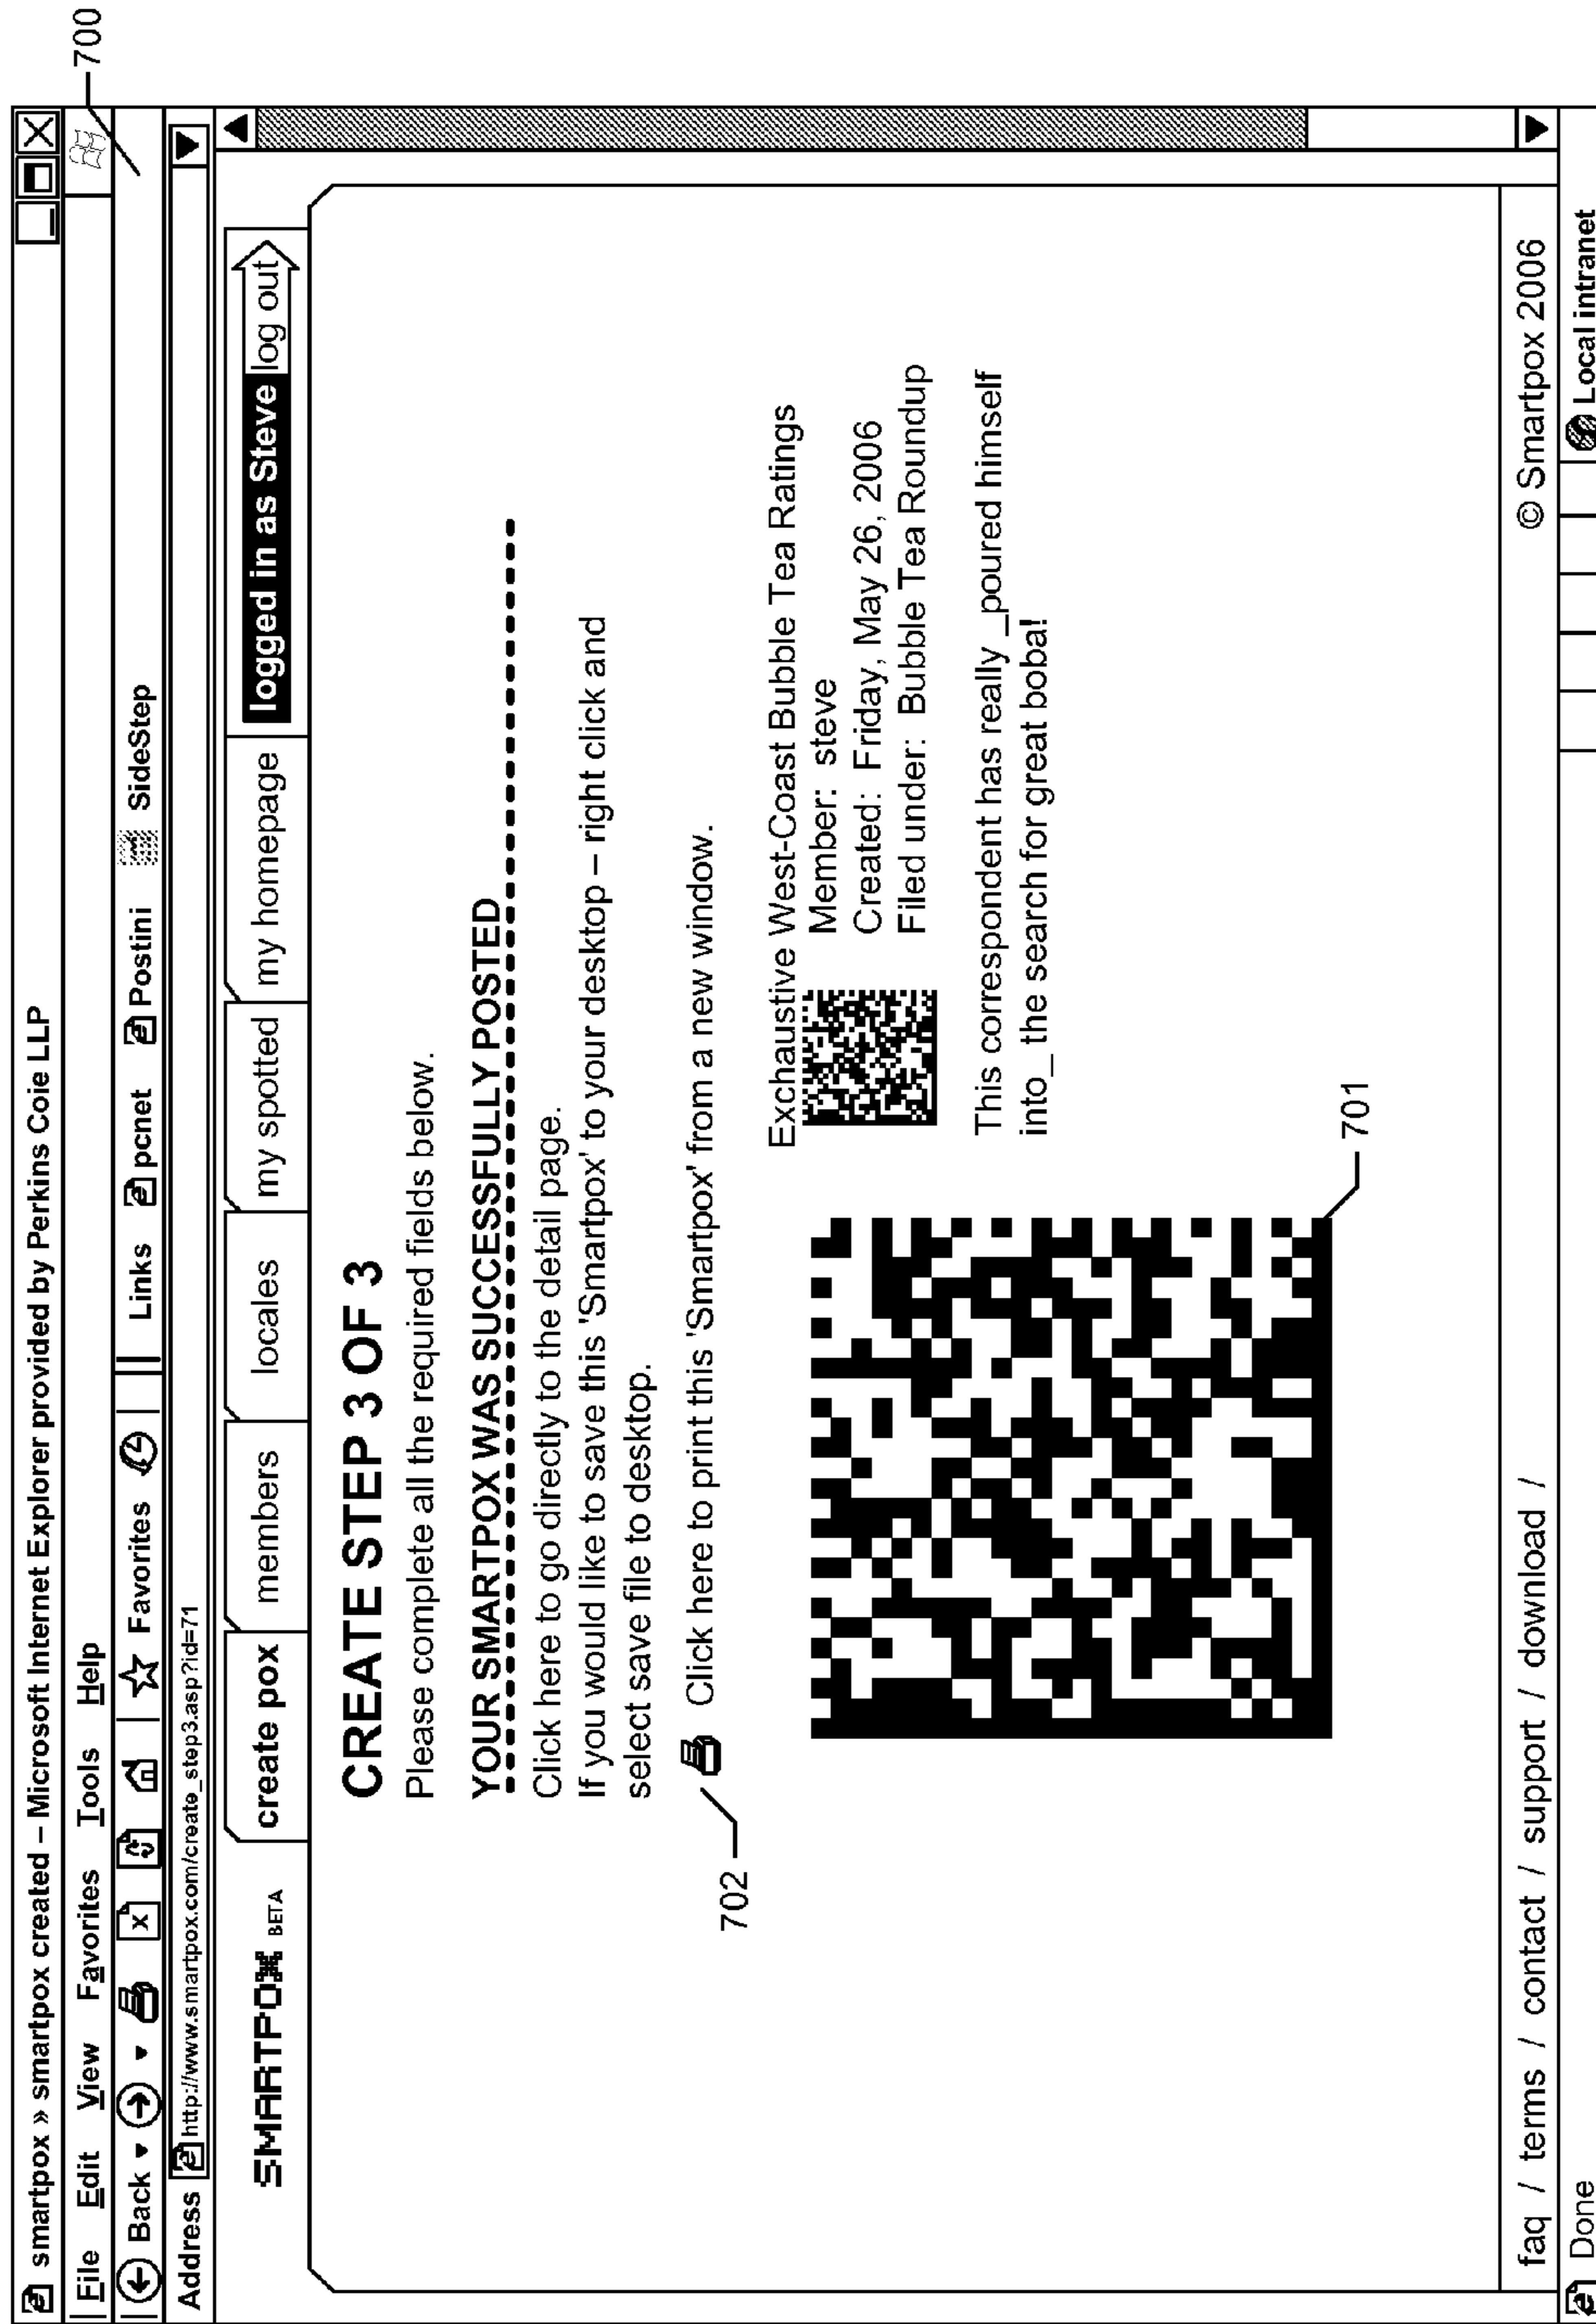 smartpox » smartpox created – Microsoft Internet Explorer provided by Perkins Coie LLP
File Edit View Favorites Tools Help
700
Back Favorites Links pcnet Postini SideStep
Address http://www.smartpox.com/create_step3.asp?id=71
SMARTPOX BETA create pox members locales my spotted my homepage logged in as Steve log out
CREATE STEP 3 OF 3
Please complete all the required fields below.
YOUR SMARTPOX WAS SUCCESSFULLY POSTED
Click here to go directly to the detail page.
If you would like to save this 'Smartpox' to your desktop – right click and
select save file to desktop.
702
Click here to print this 'Smartpox' from a new window.
Exchaustive West-Coast Bubble Tea Ratings
Member: steve
Created: Friday, May 26, 2006
Filed under: Bubble Tea Roundup
This correspondent has really _poured himself
into_ the search for great boba!
701
faq / terms / contact / support / download / © Smartpox 2006
Done Local intranet